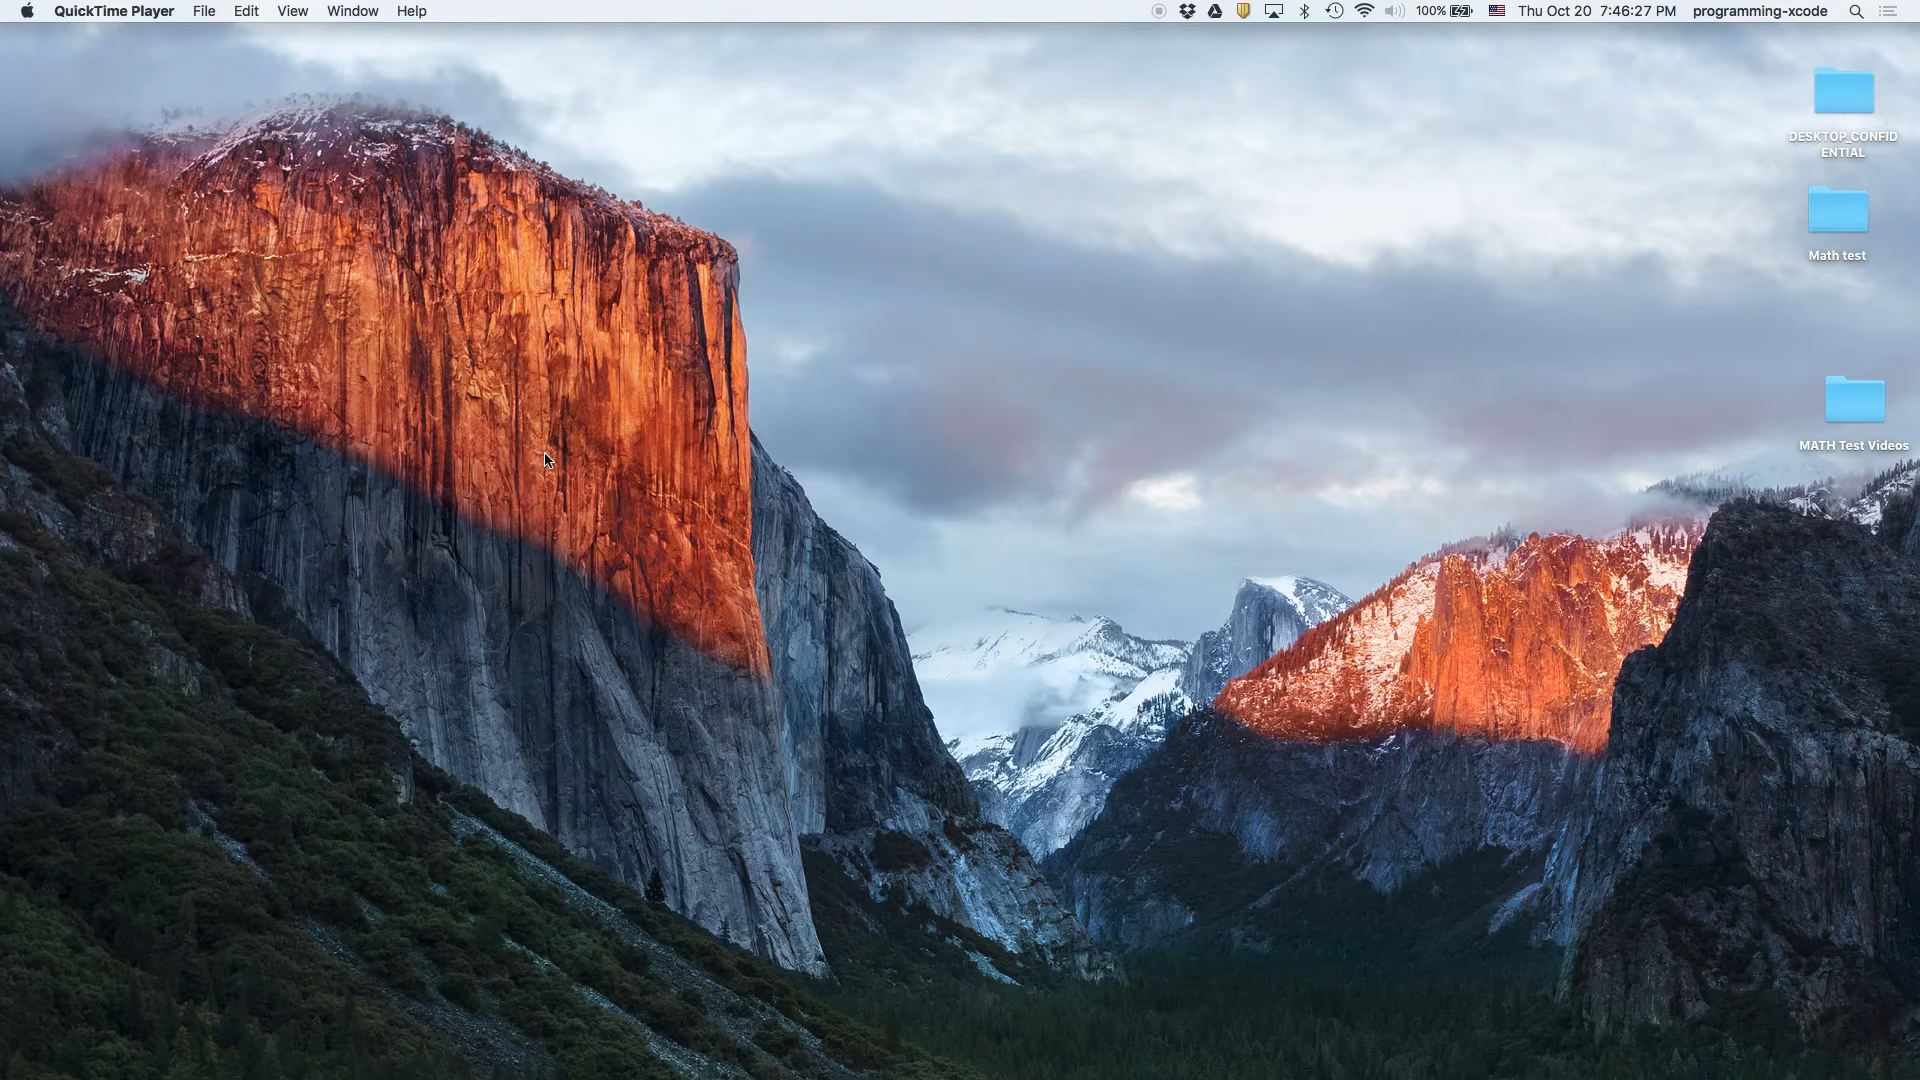 QuickTime Player File Edit View Window Help 100% Thu Oct 20 7:46:27 PM programming-xcode
DESKTOP_CONFID
ENTIAL
Math test
MATH Test Videos